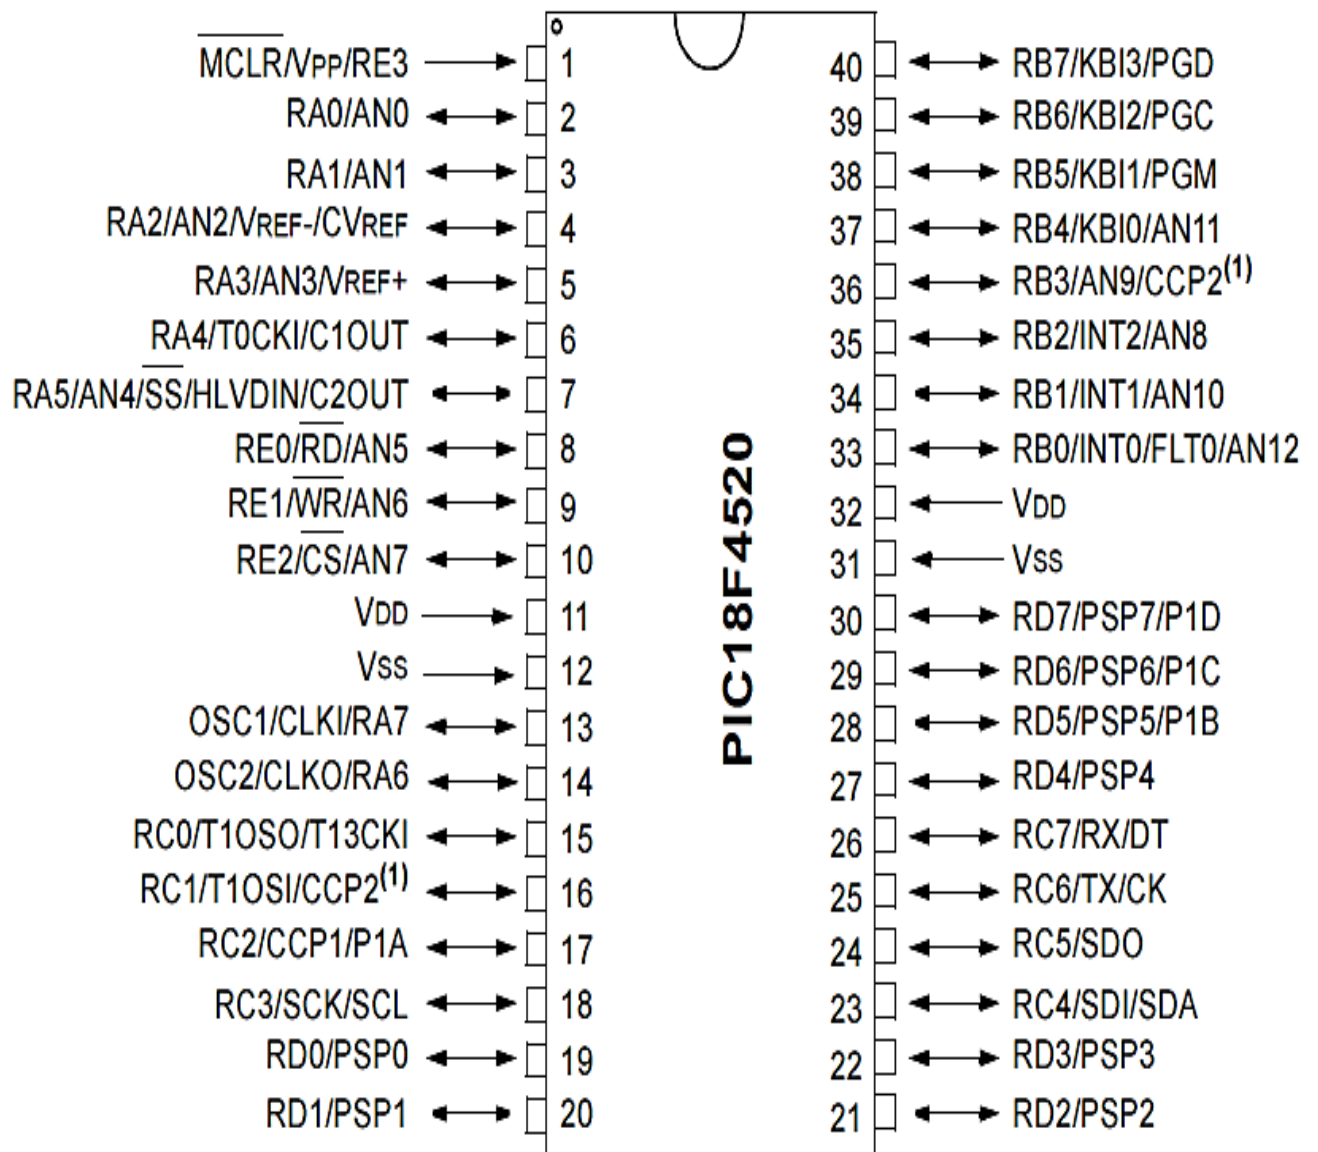 MCLR/VPP/RE3 1
RA0/AN0 2
RA1/AN1 3
RA2/AN2/VREF-/CVREF 4
RA3/AN3/VREF+ 5
RA4/T0CKI/C1OUT 6
RA5/AN4/SS/HLVDIN/C2OUT 7
RE0/RD/AN5 8
RE1/WR/AN6 9
RE2/CS/AN7 10
VDD 11
VSS 12
OSC1/CLKI/RA7 13
OSC2/CLKO/RA6 14
RC0/T1OSO/T13CKI 15
RC1/T1OSI/CCP2(1) 16
RC2/CCP1/P1A 17
RC3/SCK/SCL 18
RD0/PSP0 19
RD1/PSP1 20
PIC18F4520
40 RB7/KBI3/PGD
39 RB6/KBI2/PGC
38 RB5/KBI1/PGM
37 RB4/KBI0/AN11
36 RB3/AN9/CCP2(1)
35 RB2/INT2/AN8
34 RB1/INT1/AN10
33 RB0/INT0/FLT0/AN12
32 VDD
31 VSS
30 RD7/PSP7/P1D
29 RD6/PSP6/P1C
28 RD5/PSP5/P1B
27 RD4/PSP4
26 RC7/RX/DT
25 RC6/TX/CK
24 RC5/SDO
23 RC4/SDI/SDA
22 RD3/PSP3
21 RD2/PSP2